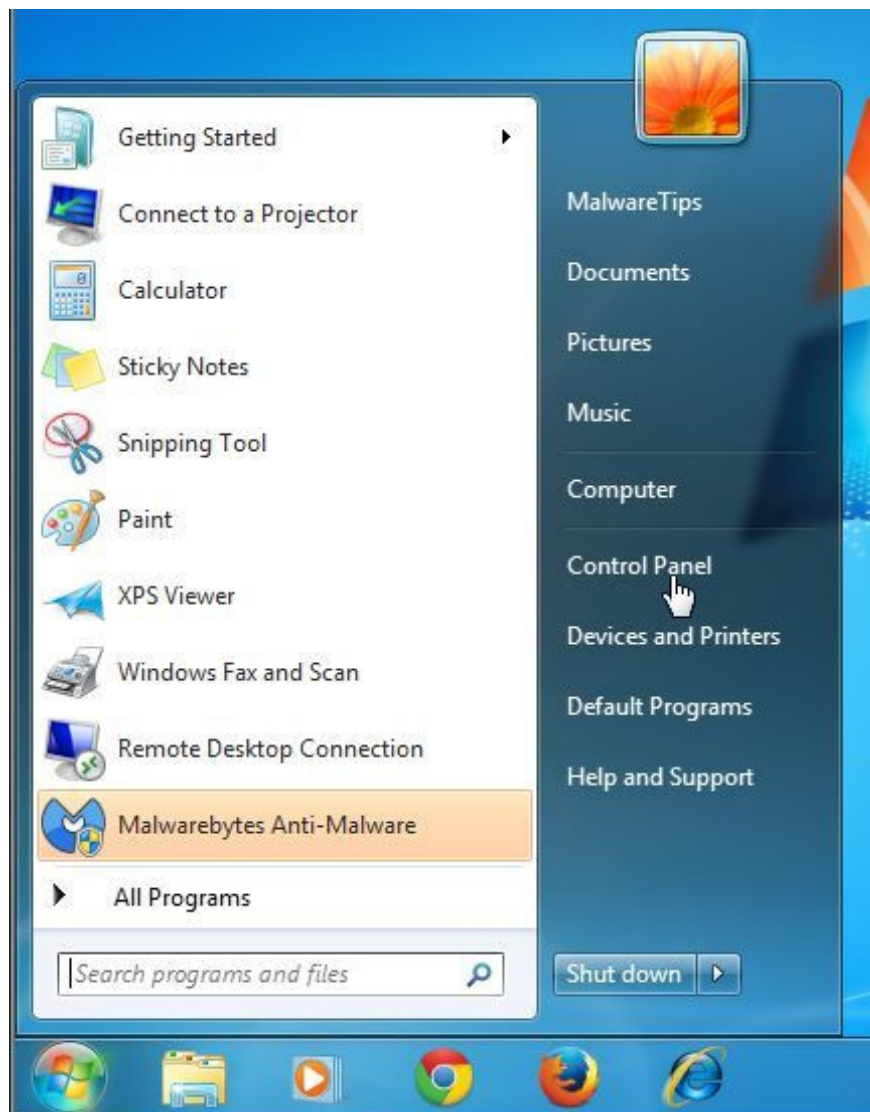 Getting Started
Connect to a Projector
Calculator
Sticky Notes
Snipping Tool
Paint
XPS Viewer
Windows Fax and Scan
Remote Desktop Connection
Malwarebytes Anti-Malware
All Programs
Search programs and files
MalwareTips
Documents
Pictures
Music
Computer
Control Panel
Devices and Printers
Default Programs
Help and Support
Shut down